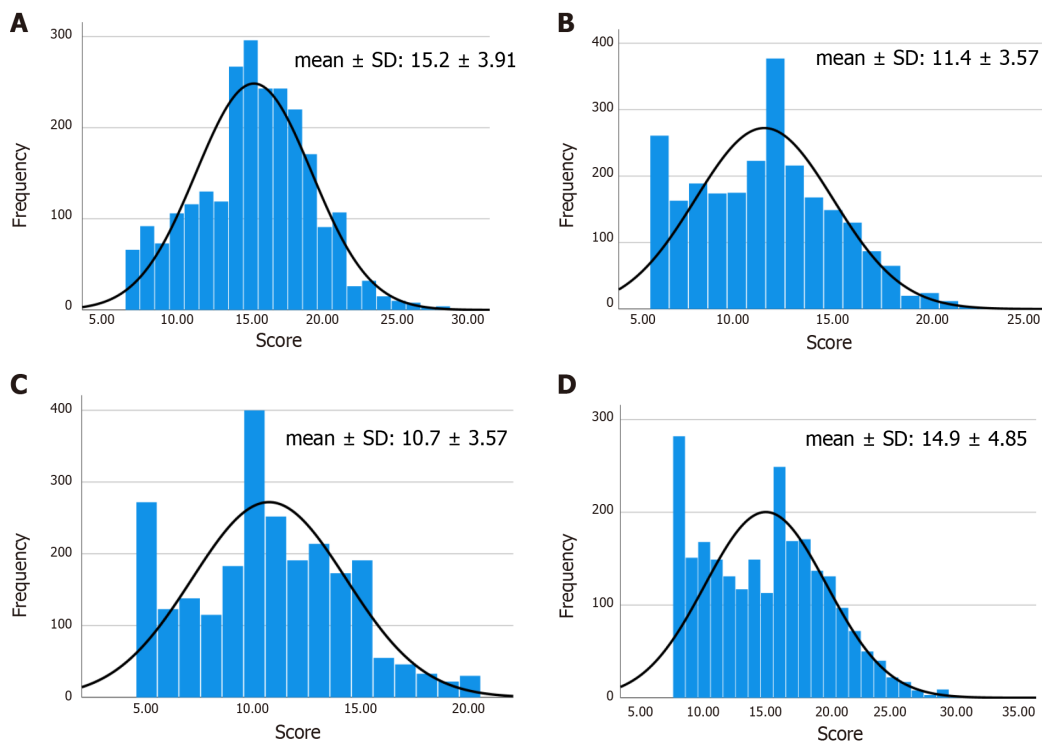 A
mean ± SD: 15.2 ± 3.91
300
200
100
0
Frequency
5.00 10.00 15.00 20.00 25.00 30.00
Score
B
mean ± SD: 11.4 ± 3.57
400
300
200
100
0
Frequency
5.00 10.00 15.00 20.00 25.00
Score
C
mean ± SD: 10.7 ± 3.57
400
300
200
100
0
Frequency
5.00 10.00 15.00 20.00
Score
D
mean ± SD: 14.9 ± 4.85
300
200
100
0
Frequency
5.00 10.00 15.00 20.00 25.00 35.00
Score